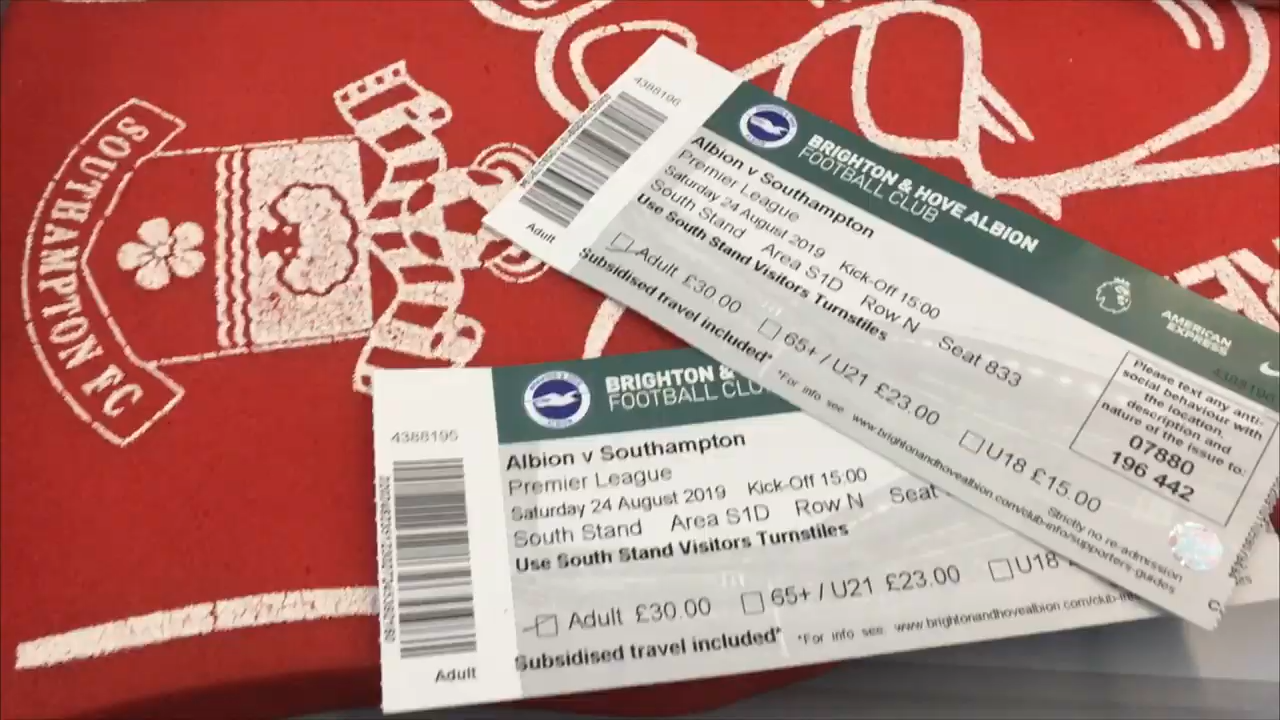 SOUTHAMPTON FC
4388196
Adult
BRIGHTON & HOVE ALBION
FOOTBALL CLUB
Albion v Southampton
Premier League
Saturday 24 August 2019 Kick-Off 15:00
South Stand Area S1D Row N Seat 833
Use South Stand Visitors Turnstiles
Adult £30.00 65+ / U21 £23.00 U18 £15.00
Subsidised travel included* *For info see www.brightonandhovealbion.com/club-info/supporters-guides
Strictly no re-admission
AMERICAN
EXPRESS
Please text any anti-
social behaviour with
the location,
description and
nature of the issue to:
07880
196 442
4388195
Adult
BRIGHTON &
FOOTBALL CLU
Albion v Southampton
Premier League
Saturday 24 August 2019 Kick-Off 15:00
South Stand Area S1D Row N Seat
Use South Stand Visitors Turnstiles
Adult £30.00 65+ / U21 £23.00 U18
Subsidised travel included* *For info see www.brightonandhovealbion.com/club-